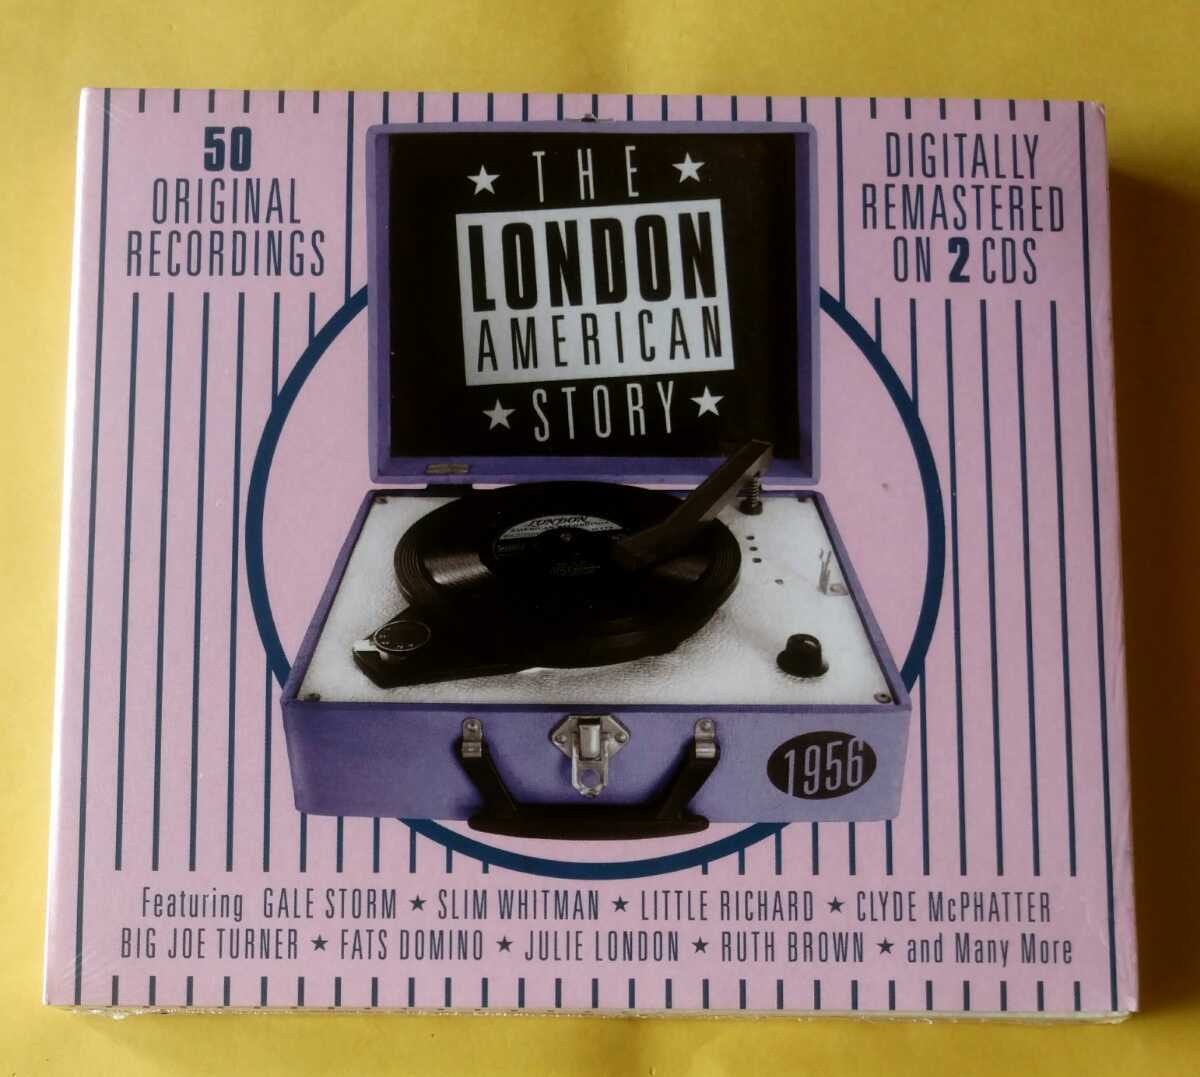 50
ORIGINAL
RECORDINGS
DIGITALLY
REMASTERED
ON 2 CDS
★ THE ★
LONDON
AMERICAN
★ STORY ★
LONDON
1956
Featuring GALE STORM ★ SLIM WHITMAN ★ LITTLE RICHARD ★ CLYDE McPHATTER
BIG JOE TURNER ★ FATS DOMINO ★ JULIE LONDON ★ RUTH BROWN ★ and Many More